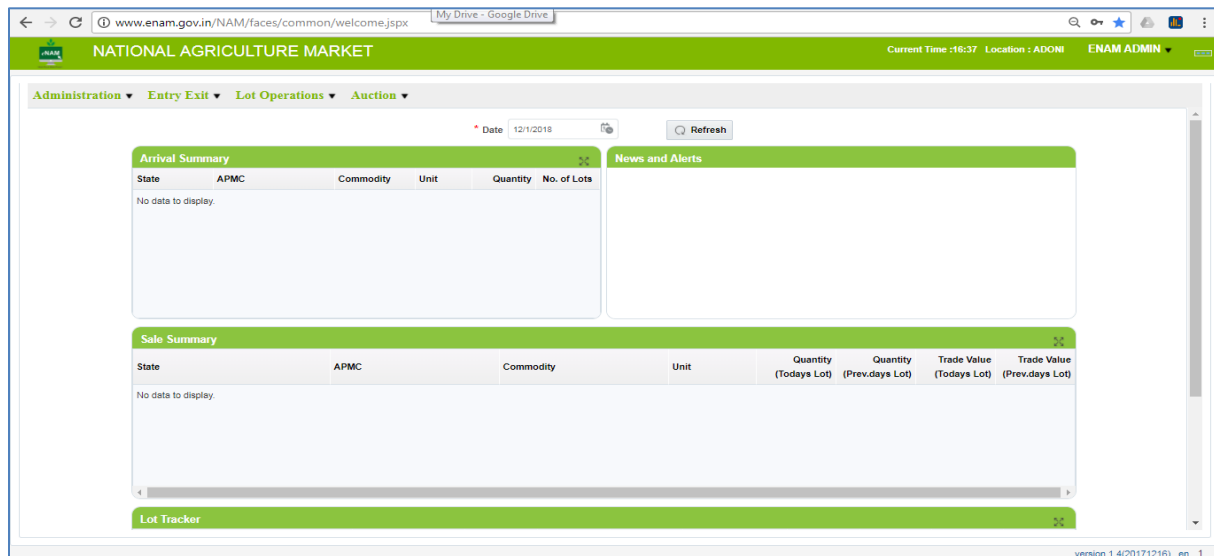 My Drive - Google Drive
www.enam.gov.in/NAM/faces/common/welcome.jspx
eNAM
NATIONAL AGRICULTURE MARKET
Current Time :16:37 Location : ADONI ENAM ADMIN
Administration Entry Exit Lot Operations Auction
* Date 12/1/2018 Refresh
Arrival Summary
State APMC Commodity Unit Quantity No. of Lots
No data to display.
News and Alerts
Sale Summary
State APMC Commodity Unit Quantity (Todays Lot) Quantity (Prev.days Lot) Trade Value (Todays Lot) Trade Value (Prev.days Lot)
No data to display.
Lot Tracker
version 1.4(20171216) en 1